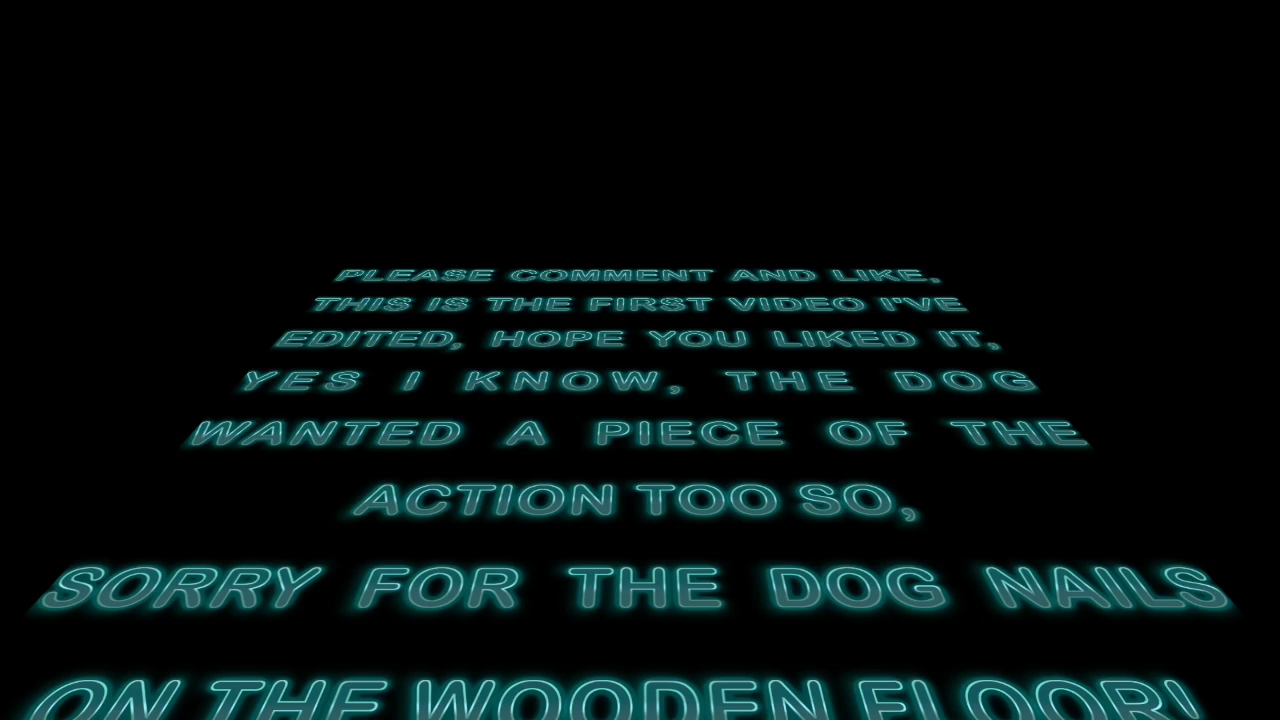 PLEASE COMMENT AND LIKE,
THIS IS THE FIRST VIDEO I'VE
EDITED, HOPE YOU LIKED IT,
YES I KNOW, THE DOG
WANTED A PIECE OF THE
ACTION TOO SO,
SORRY FOR THE DOG NAILS
ON THE WOODEN FLOOR!